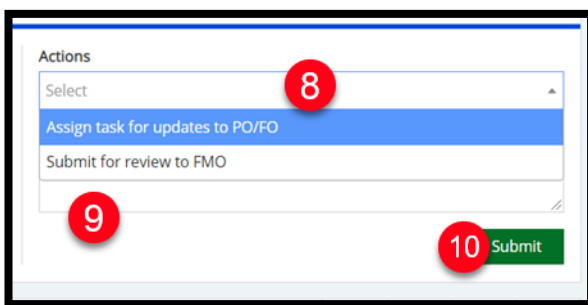 Actions
Select
8
Assign task for updates to PO/FO
Submit for review to FMO
9
10
Submit